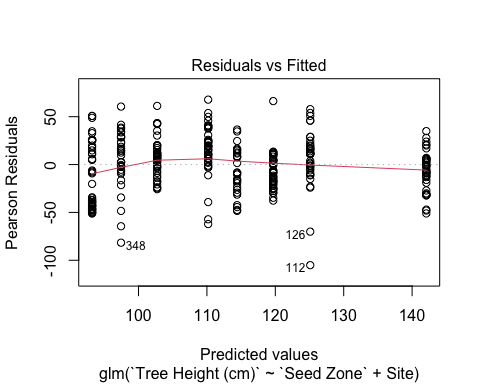 Residuals vs Fitted
Pearson Residuals
50
0
-50
-100
348
126
112
100 110 120 130 140
Predicted values
glm(`Tree Height (cm)` ~ `Seed Zone` + Site)